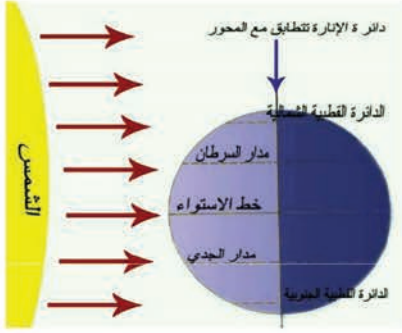 دائرة الإنارة تتطابق مع المحور
الدائرة القطبية الشمالية
مدار السرطان
خط الاستواء
مدار الجدي
الدائرة القطبية الجنوبية
الشمس